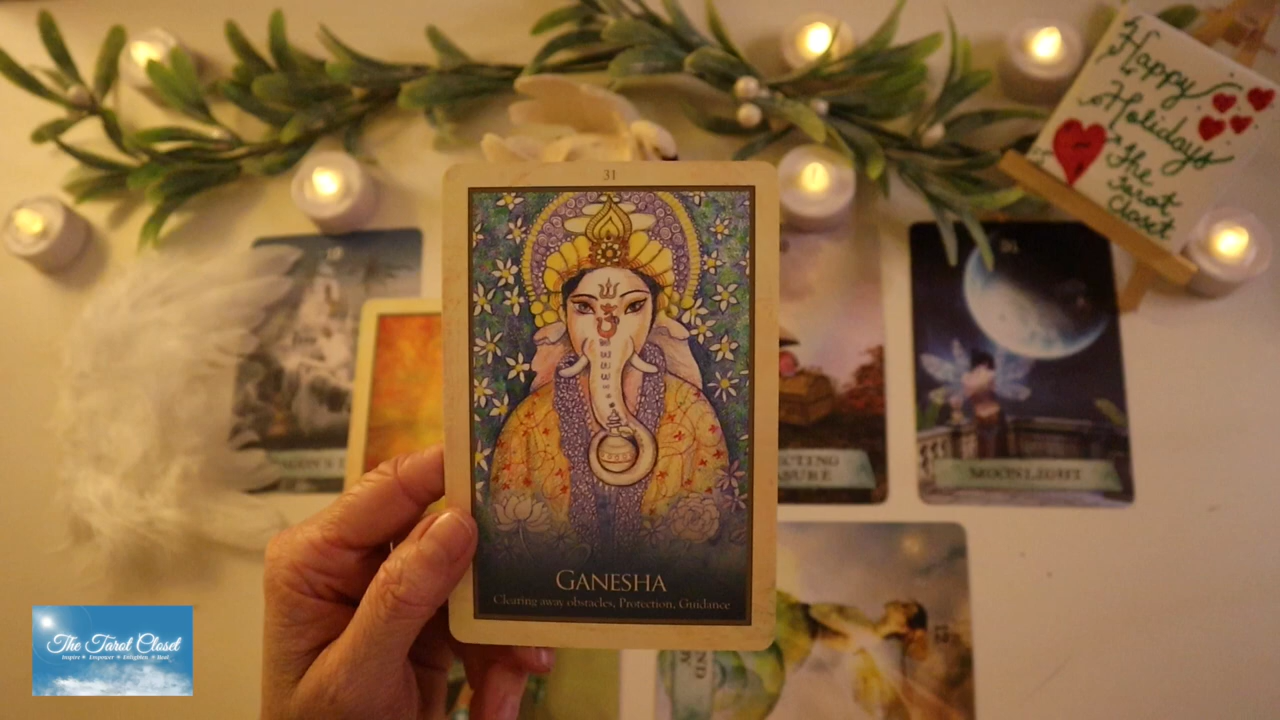 31
GANESHA
Clearing away obstacles, Protection, Guidance
Happy
Holidays
The
Tarot
Closet
MOONLIGHT
The Tarot Closet
Inspire * Empower * Enlighten * Heal